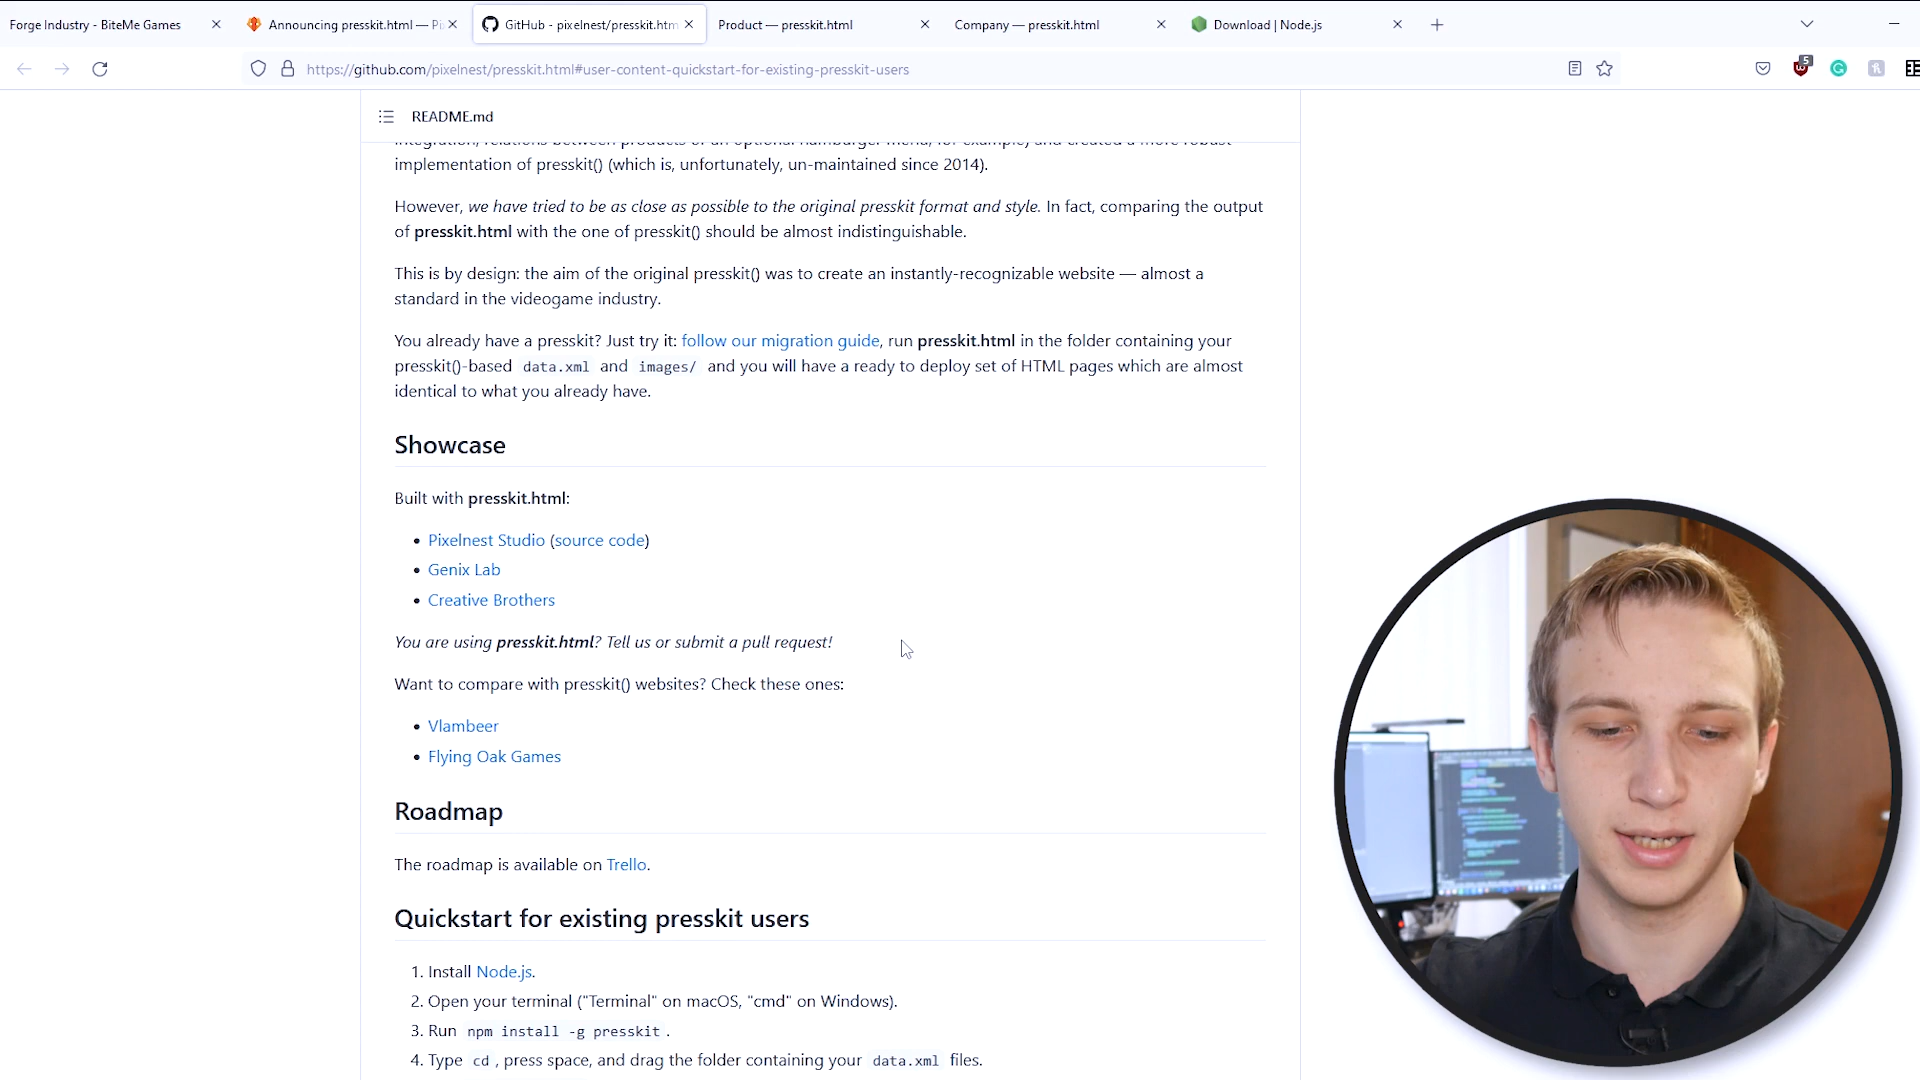 Forge Industry - BiteMe Games
Announcing presskit.html —
GitHub - pixelnest/presskit.htm
Product — presskit.html
Company — presskit.html
Download | Node.js
https://github.com/pixelnest/presskit.html#user-content-quickstart-for-existing-presskit-users
5
README.md
integration, relations between products or an optional hamburger menu, for example) and created a more robust
implementation of presskit() (which is, unfortunately, un-maintained since 2014).
However, we have tried to be as close as possible to the original presskit format and style. In fact, comparing the output
of presskit.html with the one of presskit() should be almost indistinguishable.
This is by design: the aim of the original presskit() was to create an instantly-recognizable website — almost a
standard in the videogame industry.
You already have a presskit? Just try it: follow our migration guide, run presskit.html in the folder containing your
presskit()-based data.xml and images/ and you will have a ready to deploy set of HTML pages which are almost
identical to what you already have.
Showcase
Built with presskit.html:
• Pixelnest Studio (source code)
• Genix Lab
• Creative Brothers
You are using presskit.html? Tell us or submit a pull request!
Want to compare with presskit() websites? Check these ones:
• Vlambeer
• Flying Oak Games
Roadmap
The roadmap is available on Trello.
Quickstart for existing presskit users
1. Install Node.js.
2. Open your terminal ("Terminal" on macOS, "cmd" on Windows).
3. Run npm install -g presskit .
4. Type cd , press space, and drag the folder containing your data.xml files.